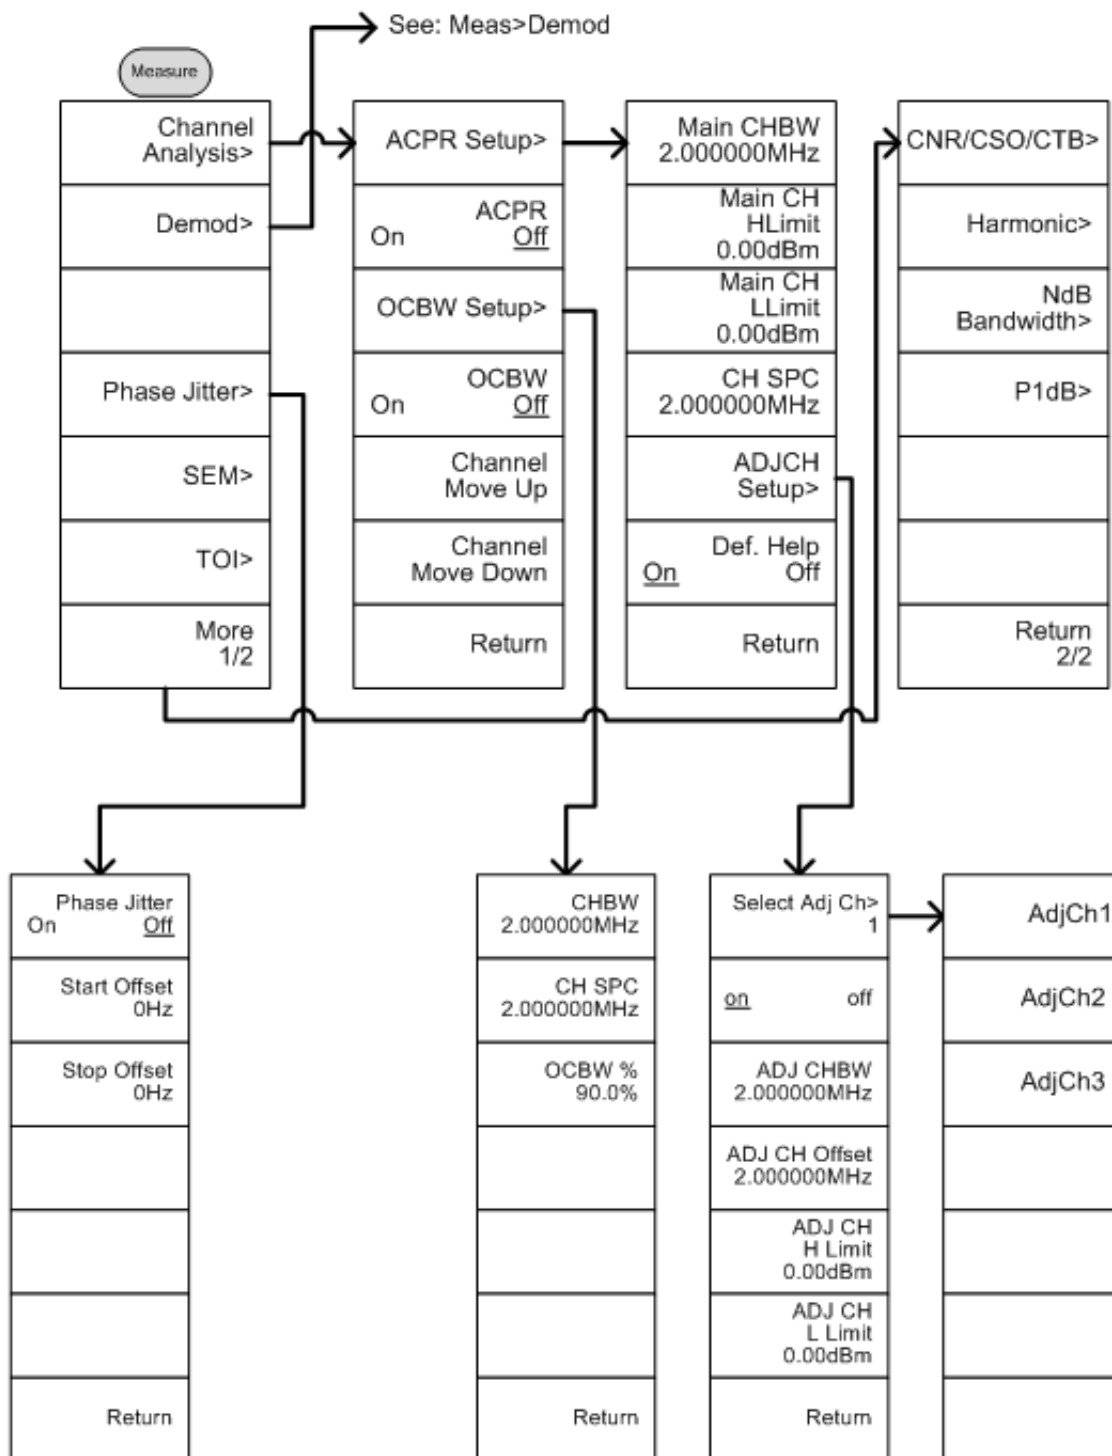 See: Meas>Demod
Measure
Channel
Analysis>
Demod>
Phase Jitter>
SEM>
TOI>
More
1/2
ACPR Setup>
ACPR
On Off
OCBW Setup>
OCBW
On Off
Channel
Move Up
Channel
Move Down
Return
Main CHBW
2.000000MHz
Main CH
HLimit
0.00dBm
Main CH
LLimit
0.00dBm
CH SPC
2.000000MHz
ADJCH
Setup>
Def. Help
On Off
Return
CNR/CSO/CTB>
Harmonic>
NdB
Bandwidth>
P1dB>
Return
2/2
Phase Jitter
On Off
Start Offset
0Hz
Stop Offset
0Hz
Return
CHBW
2.000000MHz
CH SPC
2.000000MHz
OCBW %
90.0%
Return
Select Adj Ch>
1
on off
ADJ CHBW
2.000000MHz
ADJ CH Offset
2.000000MHz
ADJ CH
H Limit
0.00dBm
ADJ CH
L Limit
0.00dBm
Return
AdjCh1
AdjCh2
AdjCh3